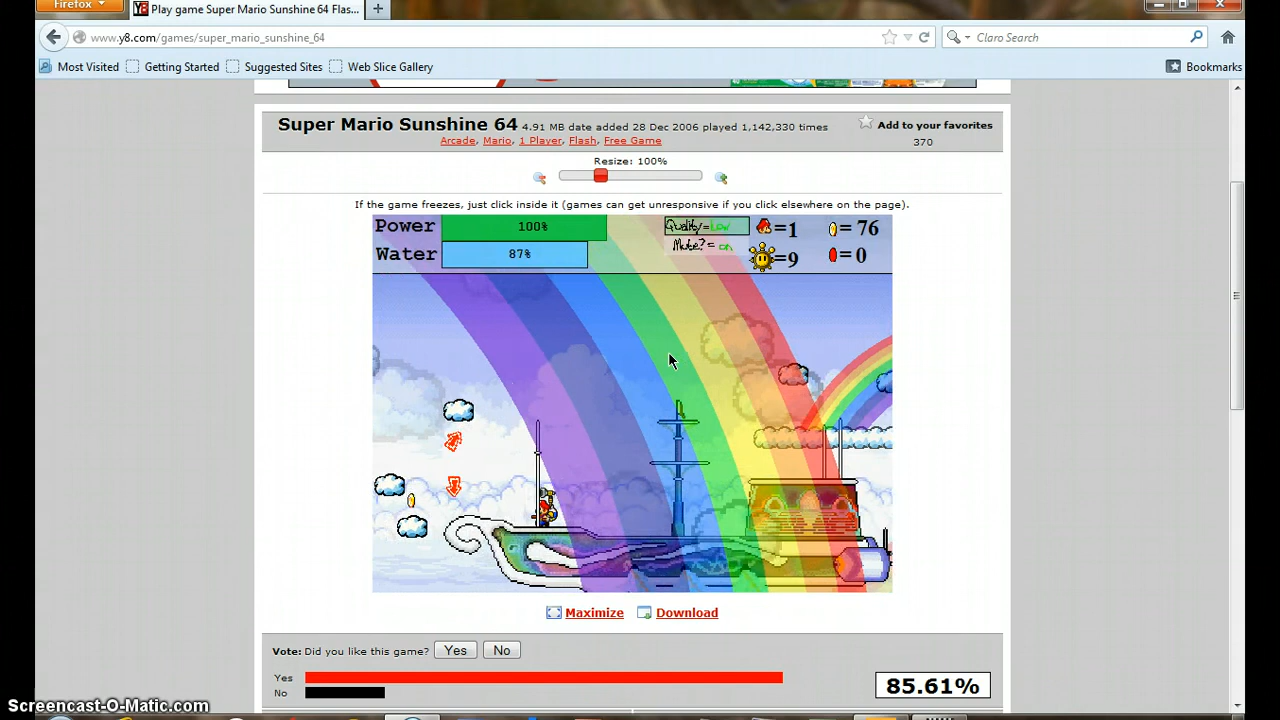 Firefox
Play game Super Mario Sunshine 64 Flas...
www.y8.com/games/super_mario_sunshine_64
Claro Search
Most Visited Getting Started Suggested Sites Web Slice Gallery Bookmarks
Super Mario Sunshine 64 4.91 MB date added 28 Dec 2006 played 1,142,330 times
Add to your favorites
Arcade, Mario, 1 Player, Flash, Free Game
370
Resize: 100%
If the game freezes, just click inside it (games can get unresponsive if you click elsewhere on the page).
Power 100% Quality=Low =1 = 76
Water 87% Mute?= on =9 = 0
Maximize Download
Vote: Did you like this game? Yes No
Yes
No
85.61%
Screencast-O-Matic.com